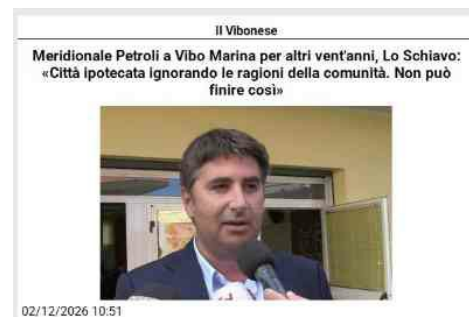 Il Vibonese
Meridionale Petroli a Vibo Marina per altri vent'anni, Lo Schiavo:
«Città ipotecata ignorando le ragioni della comunità. Non può
finire così»
02/12/2026 10:51